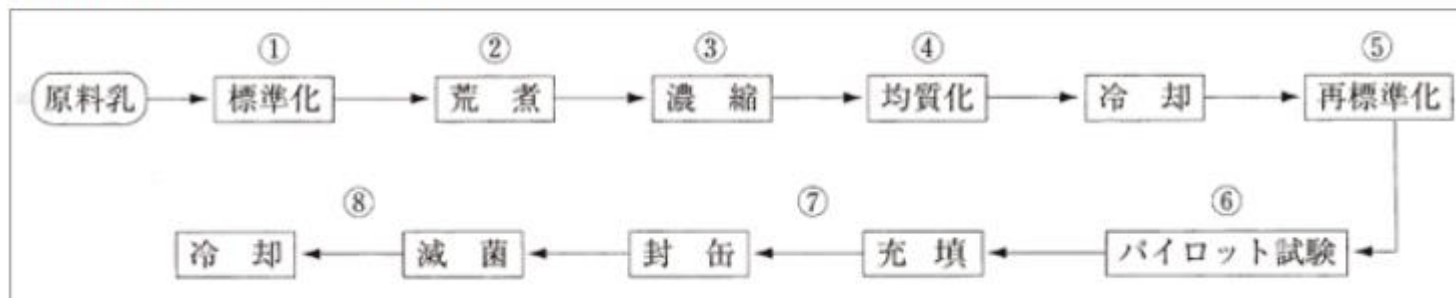 ① ② ③ ④ ⑤
原料乳 標準化 荒煮 濃縮 均質化 冷却 再標準化
⑧ ⑦ ⑥
冷却 滅菌 封缶 充填 パイロット試験